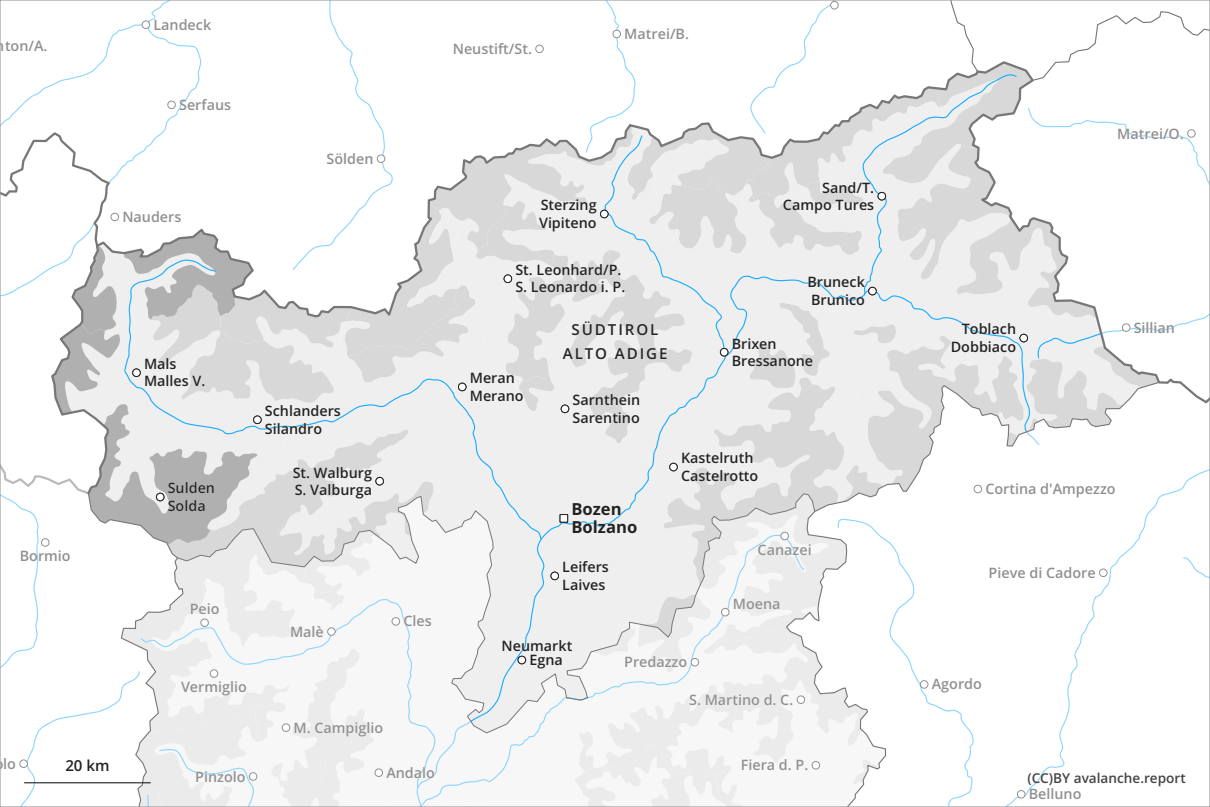 Landeck
Matrei/B.
Neustift/St.
nton/A.
Serfaus
Matrei/O.
Sölden
Sand/T.
Campo Tures
Nauders
Sterzing
Vipiteno
St. Leonhard/P.
S. Leonardo i. P.
Bruneck
Brunico
SÜDTIROL
ALTO ADIGE
Toblach
Dobbiaco
Sillian
Brixen
Bressanone
Mals
Malles V.
Meran
Merano
Sarnthein
Sarentino
Schlanders
Silandro
Kastelruth
Castelrotto
St. Walburg
S. Valburga
Sulden
Solda
Cortina d'Ampezzo
Bozen
Bolzano
Bormio
Canazei
Leifers
Laives
Pieve di Cadore
Peio
Moena
Malè
Cles
Neumarkt
Egna
Predazzo
Vermiglio
Agordo
S. Martino d. C.
M. Campiglio
20 km
olo
Pinzolo
Andalo
Fiera d. P.
(CC)BY avalanche.report
Belluno